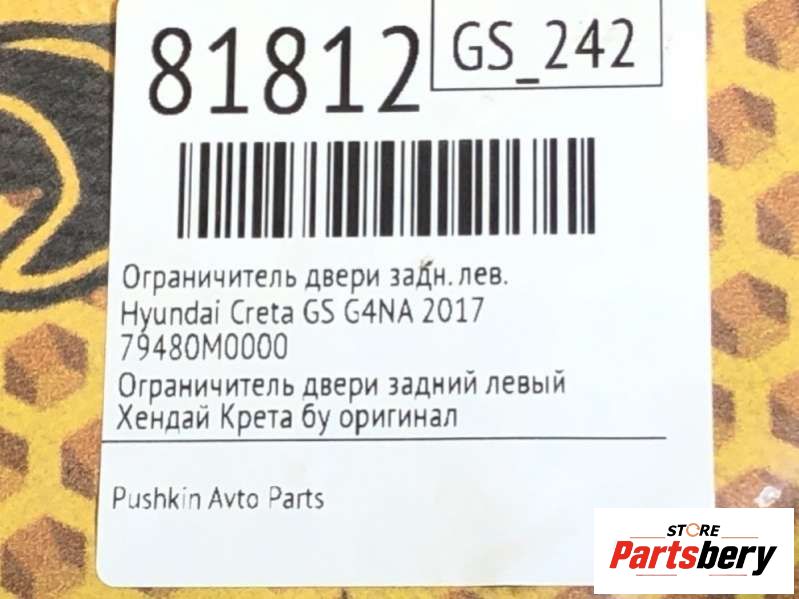 81812
GS_242
Ограничитель двери задн. лев.
Hyundai Creta GS G4NA 2017
79480M0000
Ограничитель двери задний левый
Хендай Крета бу оригинал
Pushkin Avto Parts
STORE
Partsbery